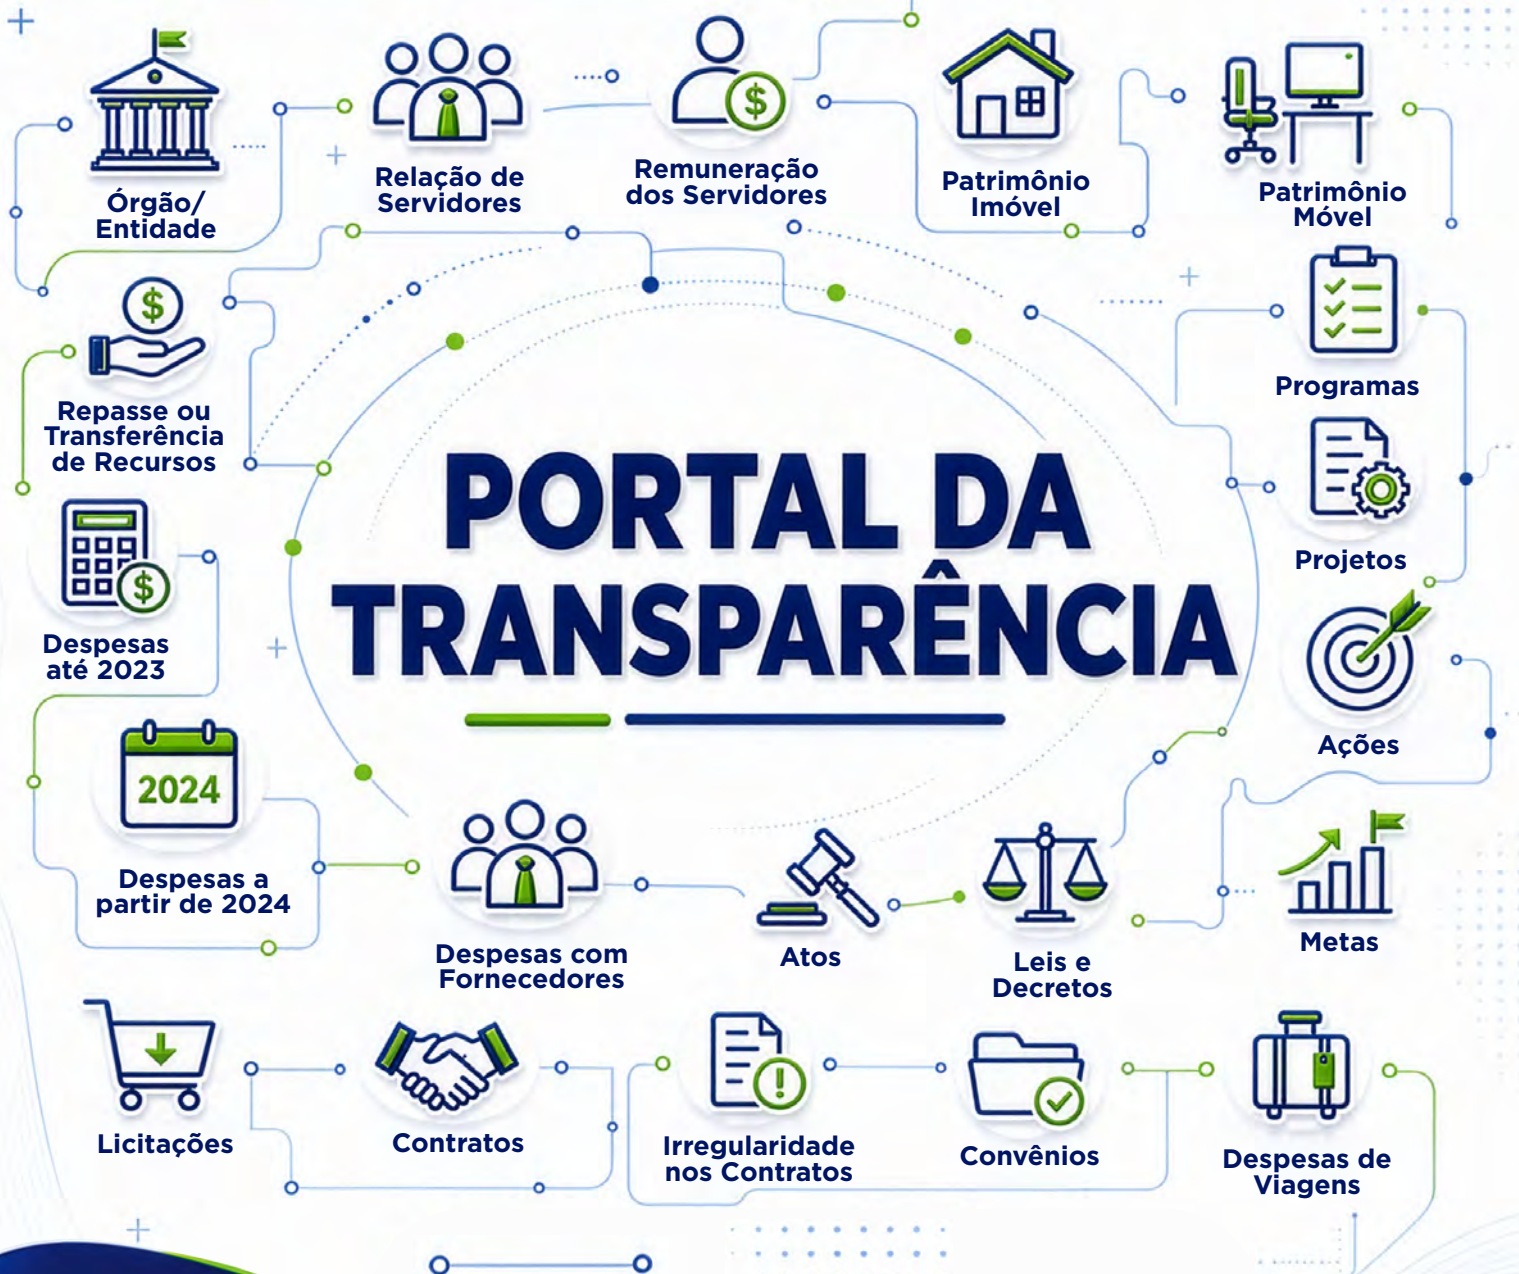 Órgão/
Entidade
Relação de
Servidores
$
Remuneração
dos Servidores
Patrimônio
Imóvel
Patrimônio
Móvel
$
Repasse ou
Transferência
de Recursos
Programas
Projetos
PORTAL DA
TRANSPARÊNCIA
$
Despesas
até 2023
Ações
2024
Despesas a
partir de 2024
Despesas com
Fornecedores
Atos
Leis e
Decretos
Metas
Licitações
Contratos
!
Irregularidade
nos Contratos
Convênios
Despesas de
Viagens